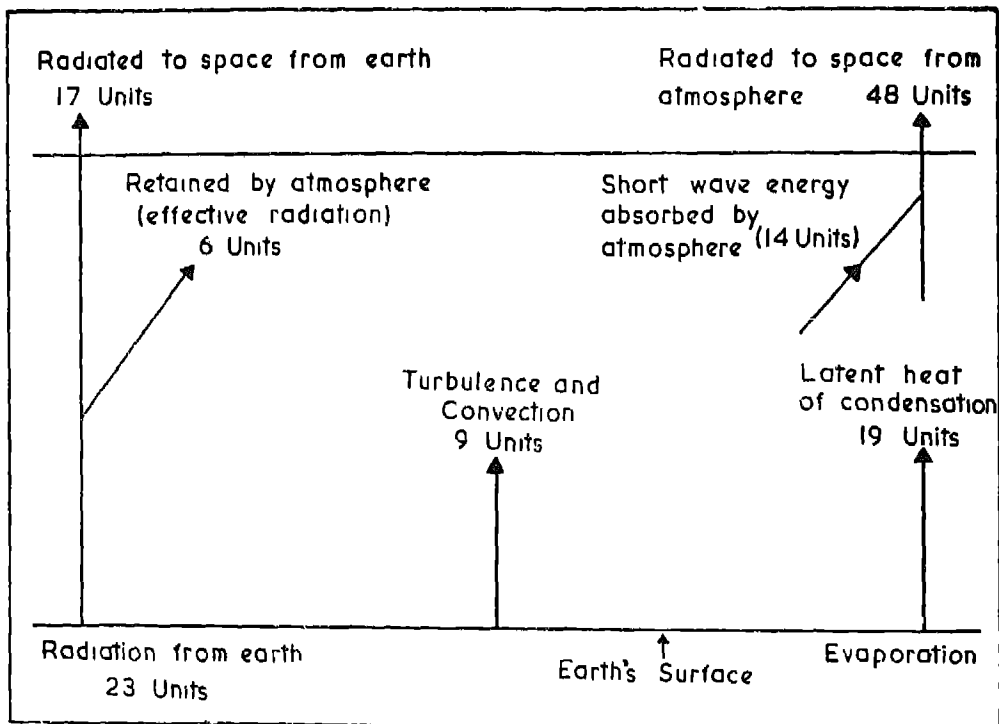 Radiated to space from earth
17 Units
Radiated to space from
atmosphere 48 Units
Retained by atmosphere
(effective radiation)
6 Units
Short wave energy
absorbed by
atmosphere (14 Units)
Turbulence and
Convection
9 Units
Latent heat
of condensation
19 Units
Radiation from earth
23 Units
Earth's Surface
Evaporation